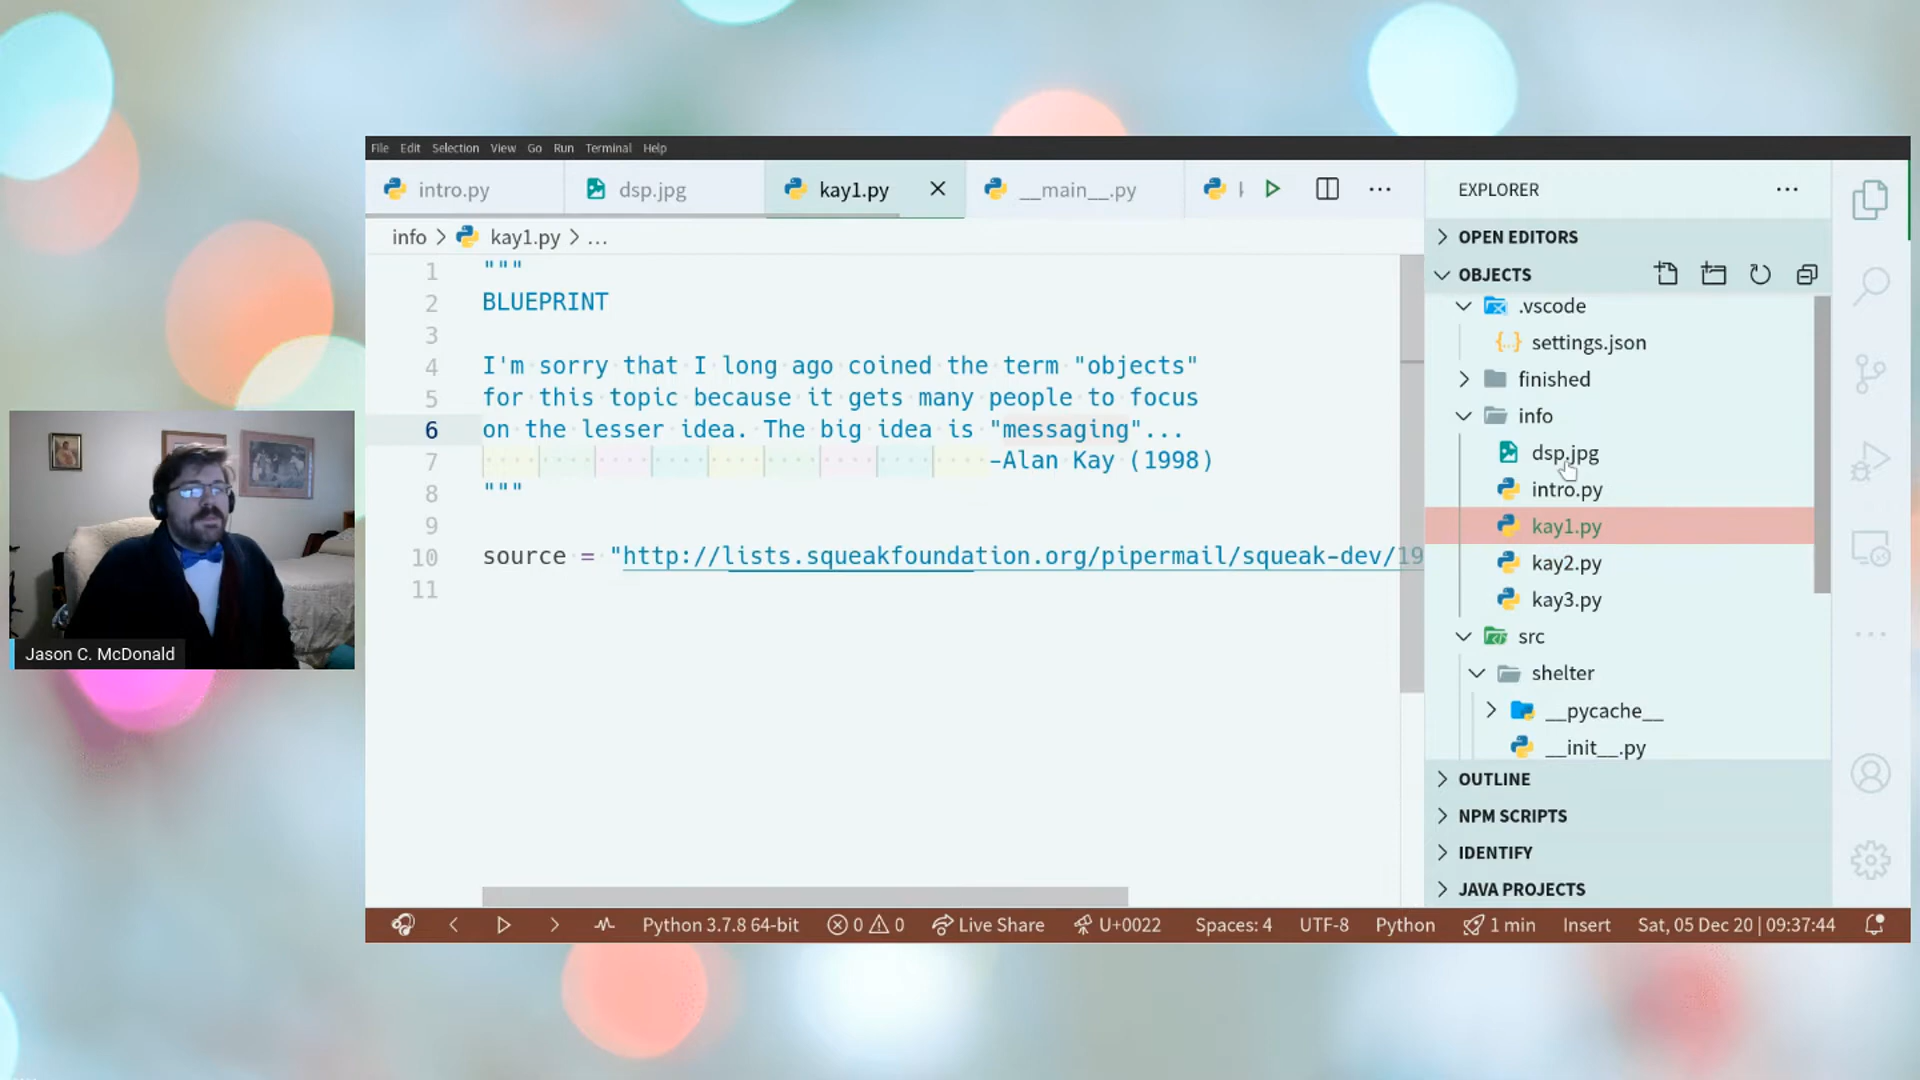 File Edit Selection View Go Run Terminal Help
intro.py
dsp.jpg
kay1.py
__main__.py
EXPLORER
info > kay1.py > ...
OPEN EDITORS
OBJECTS
1 """
2 BLUEPRINT
3
4 I'm sorry that I long ago coined the term "objects"
5 for this topic because it gets many people to focus
6 on the lesser idea. The big idea is "messaging"...
7 -Alan Kay (1998)
8 """
9
10 source = "http://lists.squeakfoundation.org/pipermail/squeak-dev/19
11
.vscode
settings.json
finished
info
dsp.jpg
intro.py
kay1.py
kay2.py
kay3.py
src
shelter
__pycache__
__init__.py
OUTLINE
NPM SCRIPTS
IDENTIFY
JAVA PROJECTS
Jason C. McDonald
Python 3.7.8 64-bit 0 0 Live Share U+0022 Spaces: 4 UTF-8 Python 1 min Insert Sat, 05 Dec 20 | 09:37:44